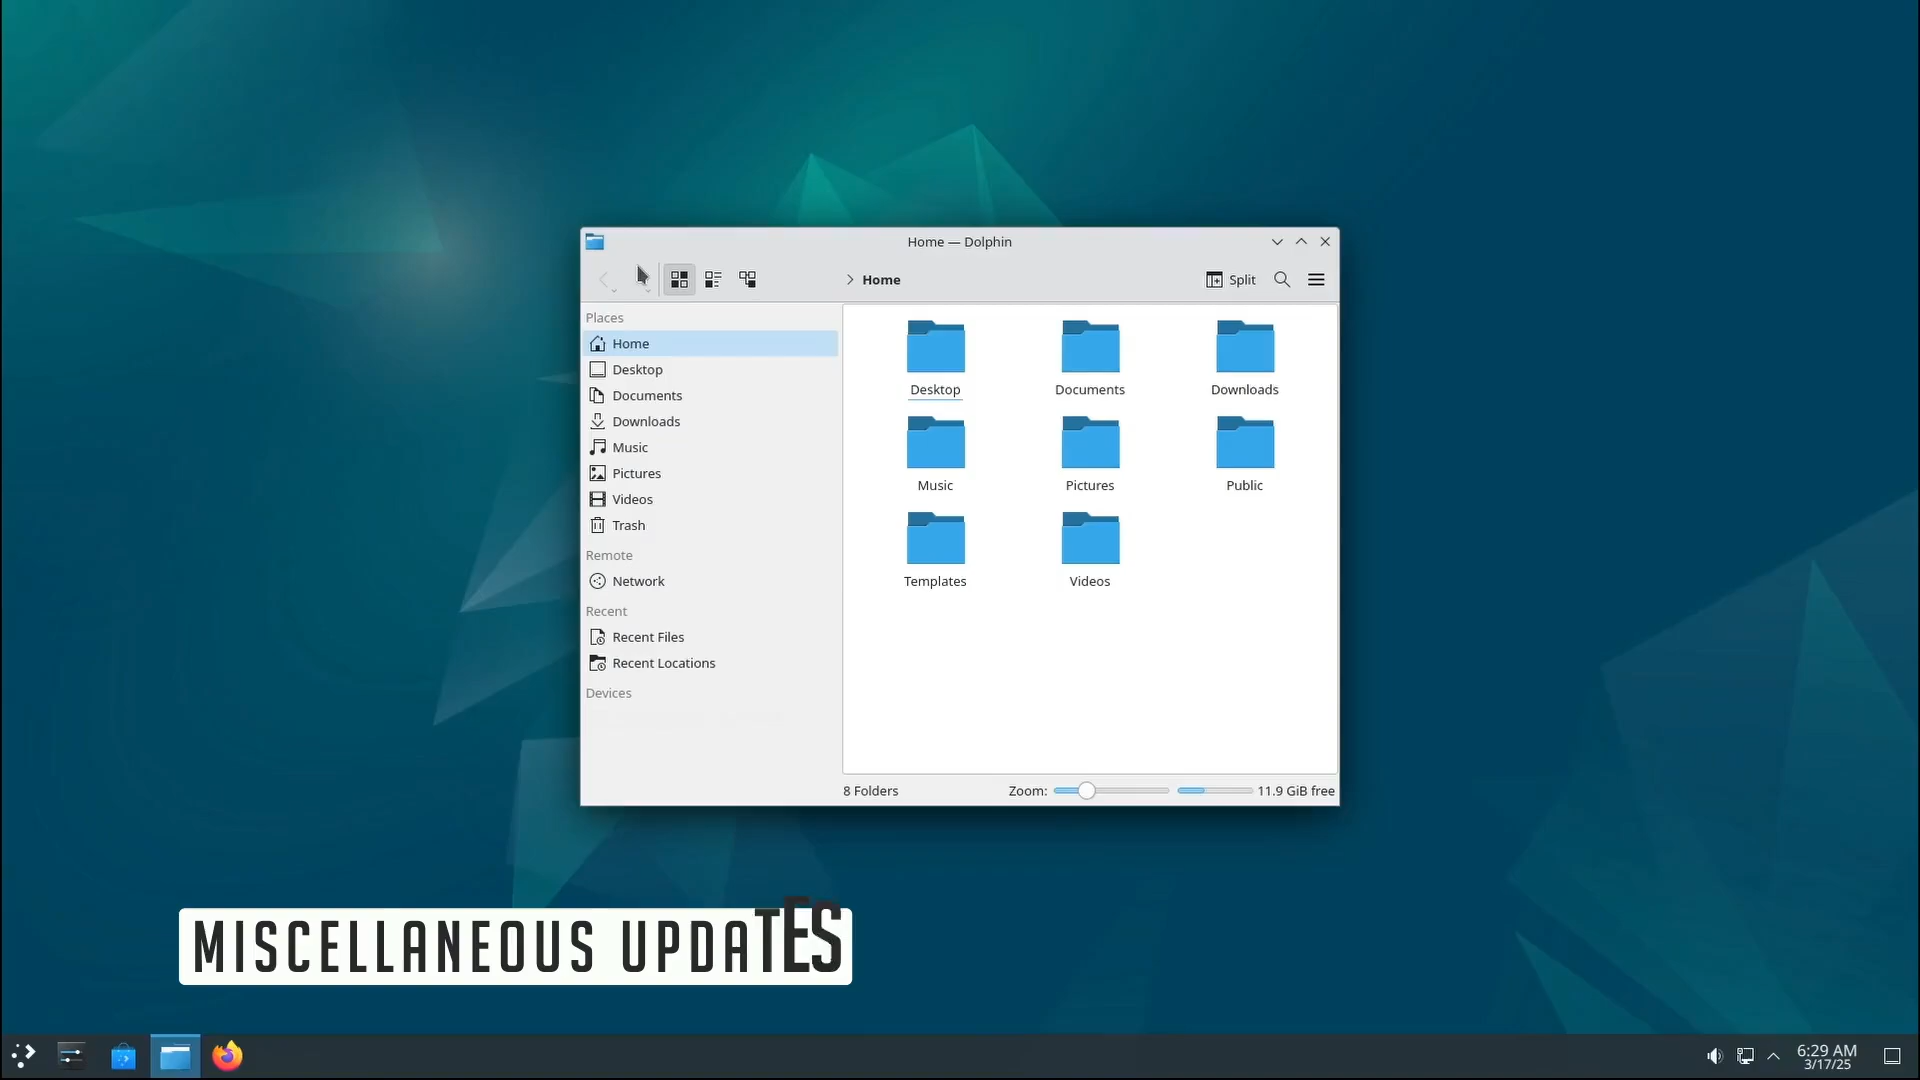 Home — Dolphin
Home
Split
Places
Home
Desktop
Documents
Downloads
Music
Pictures
Videos
Trash
Remote
Network
Recent
Recent Files
Recent Locations
Devices
Desktop
Documents
Downloads
Music
Pictures
Public
Templates
Videos
8 Folders
Zoom:
11.9 GiB free
MISCELLANEOUS UPDATES
6:29 AM
3/17/25